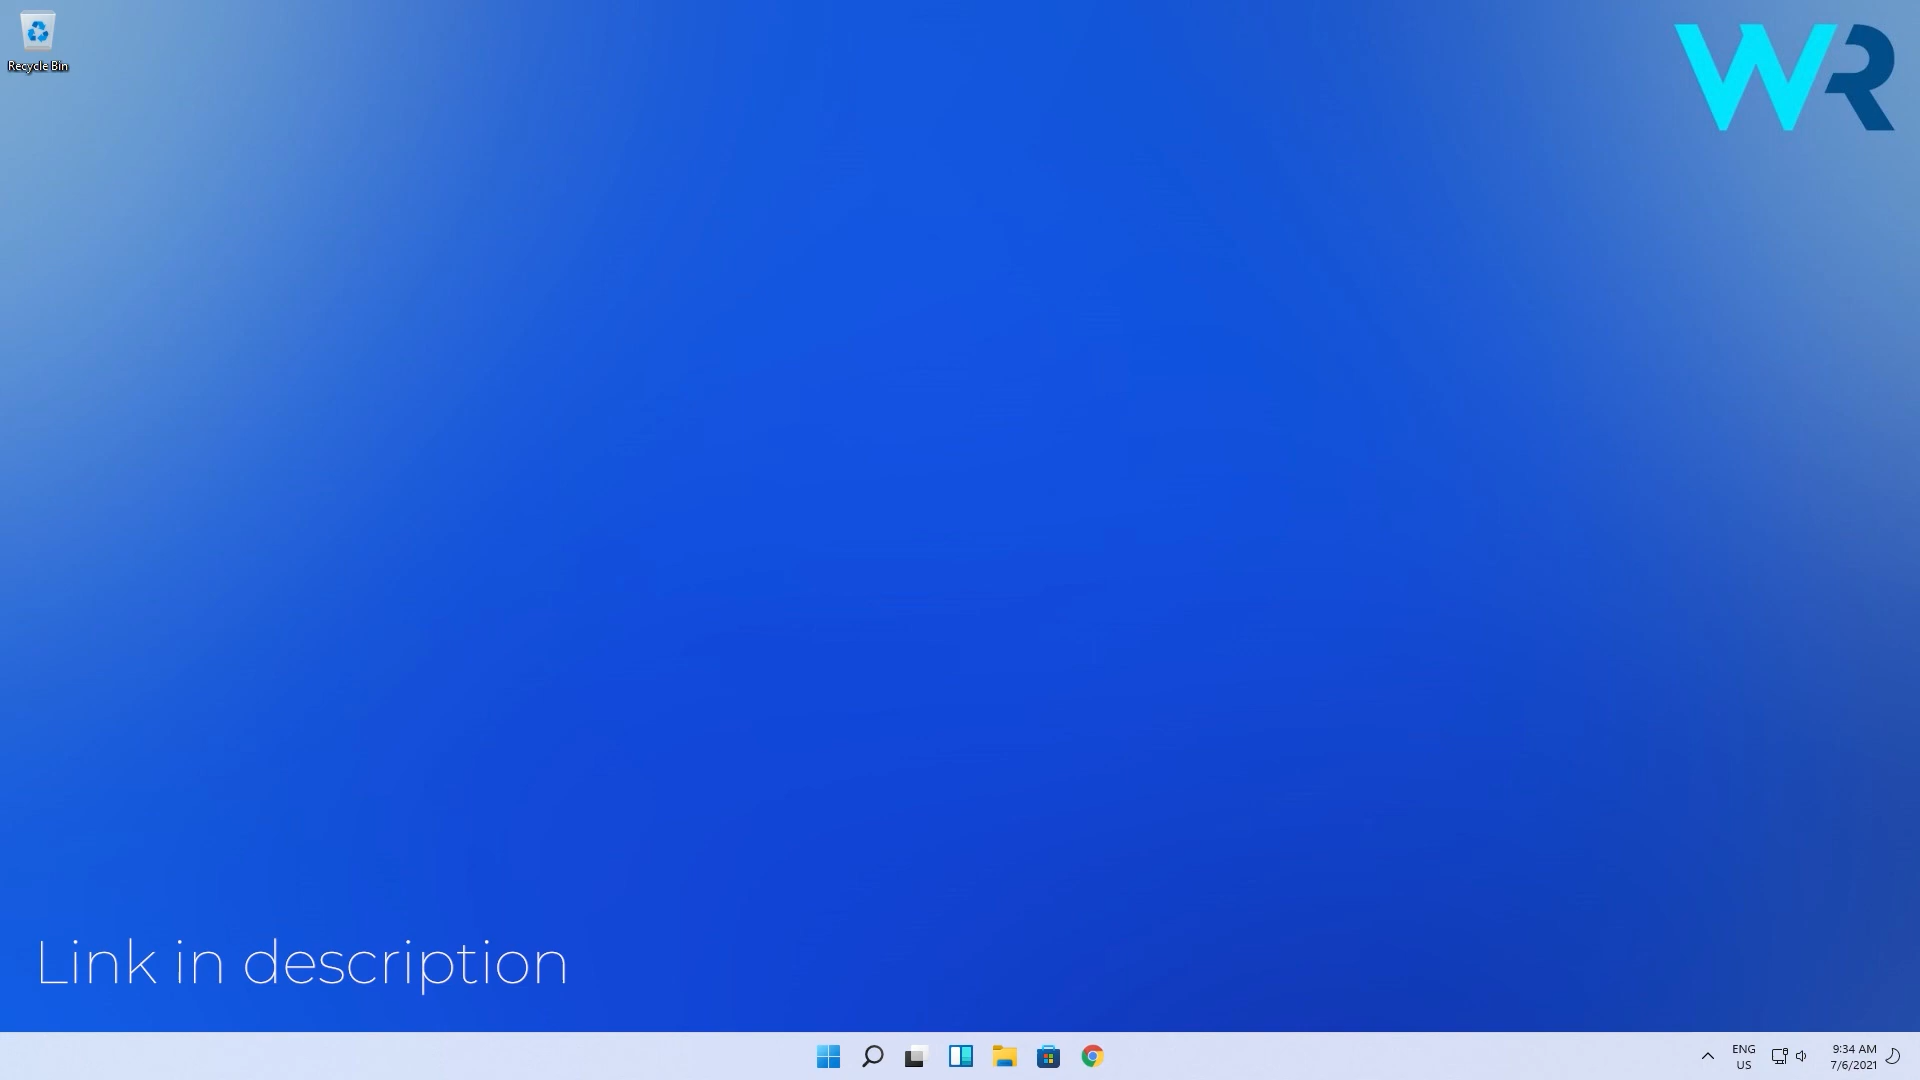 Recycle Bin
WR
Link in description
ENG
US
9:34 AM
7/6/2021